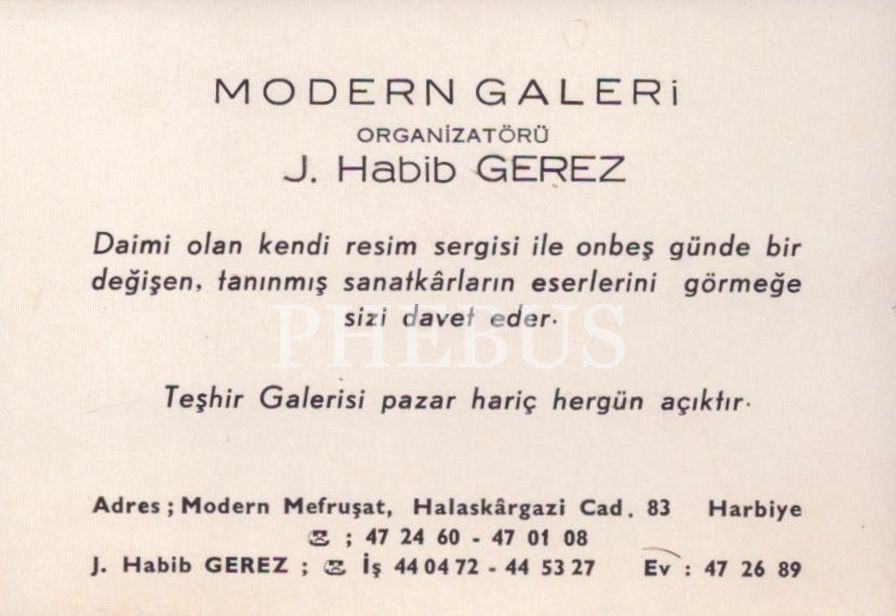 MODERN GALERİ
ORGANİZATÖRÜ
J. Habib GEREZ
Daimi olan kendi resim sergisi ile onbeş günde bir
değişen, tanınmış sanatkârların eserlerini görmeğe
sizi davet eder.
PHEBUS
Teşhir Galerisi pazar hariç hergün açıktır.
Adres ; Modern Mefruşat, Halaskârgazi Cad. 83 Harbiye
☎ ; 47 24 60 - 47 01 08
J. Habib GEREZ ; ☎ İş 44 04 72 - 44 53 27 Ev : 47 26 89